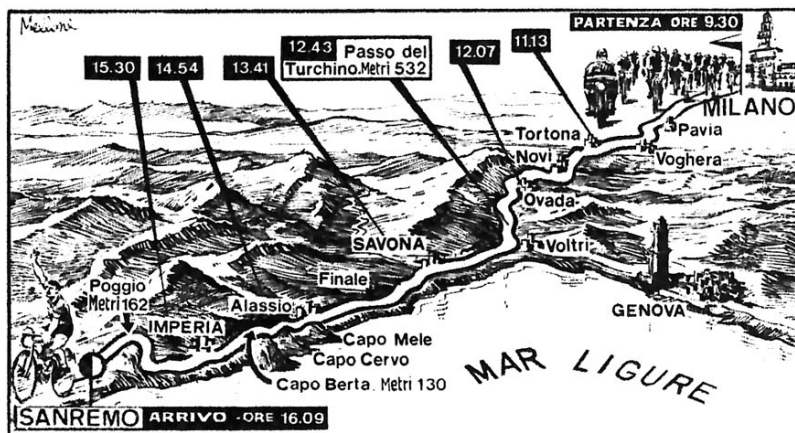 PARTENZA ORE 9.30
15.30
14.54
13.41
12.43 Passo del
Turchino.Metri 532
12.07
11.13
MILANO
Pavia
Tortona
Voghera
Novi
Ovada
Voltri
SAVONA
GENOVA
Finale
Poggio
Metri 162
Alassio
IMPERIA
Capo Mele
Capo Cervo
Capo Berta. Metri 130
MAR LIGURE
SANREMO ARRIVO - ORE 16.09